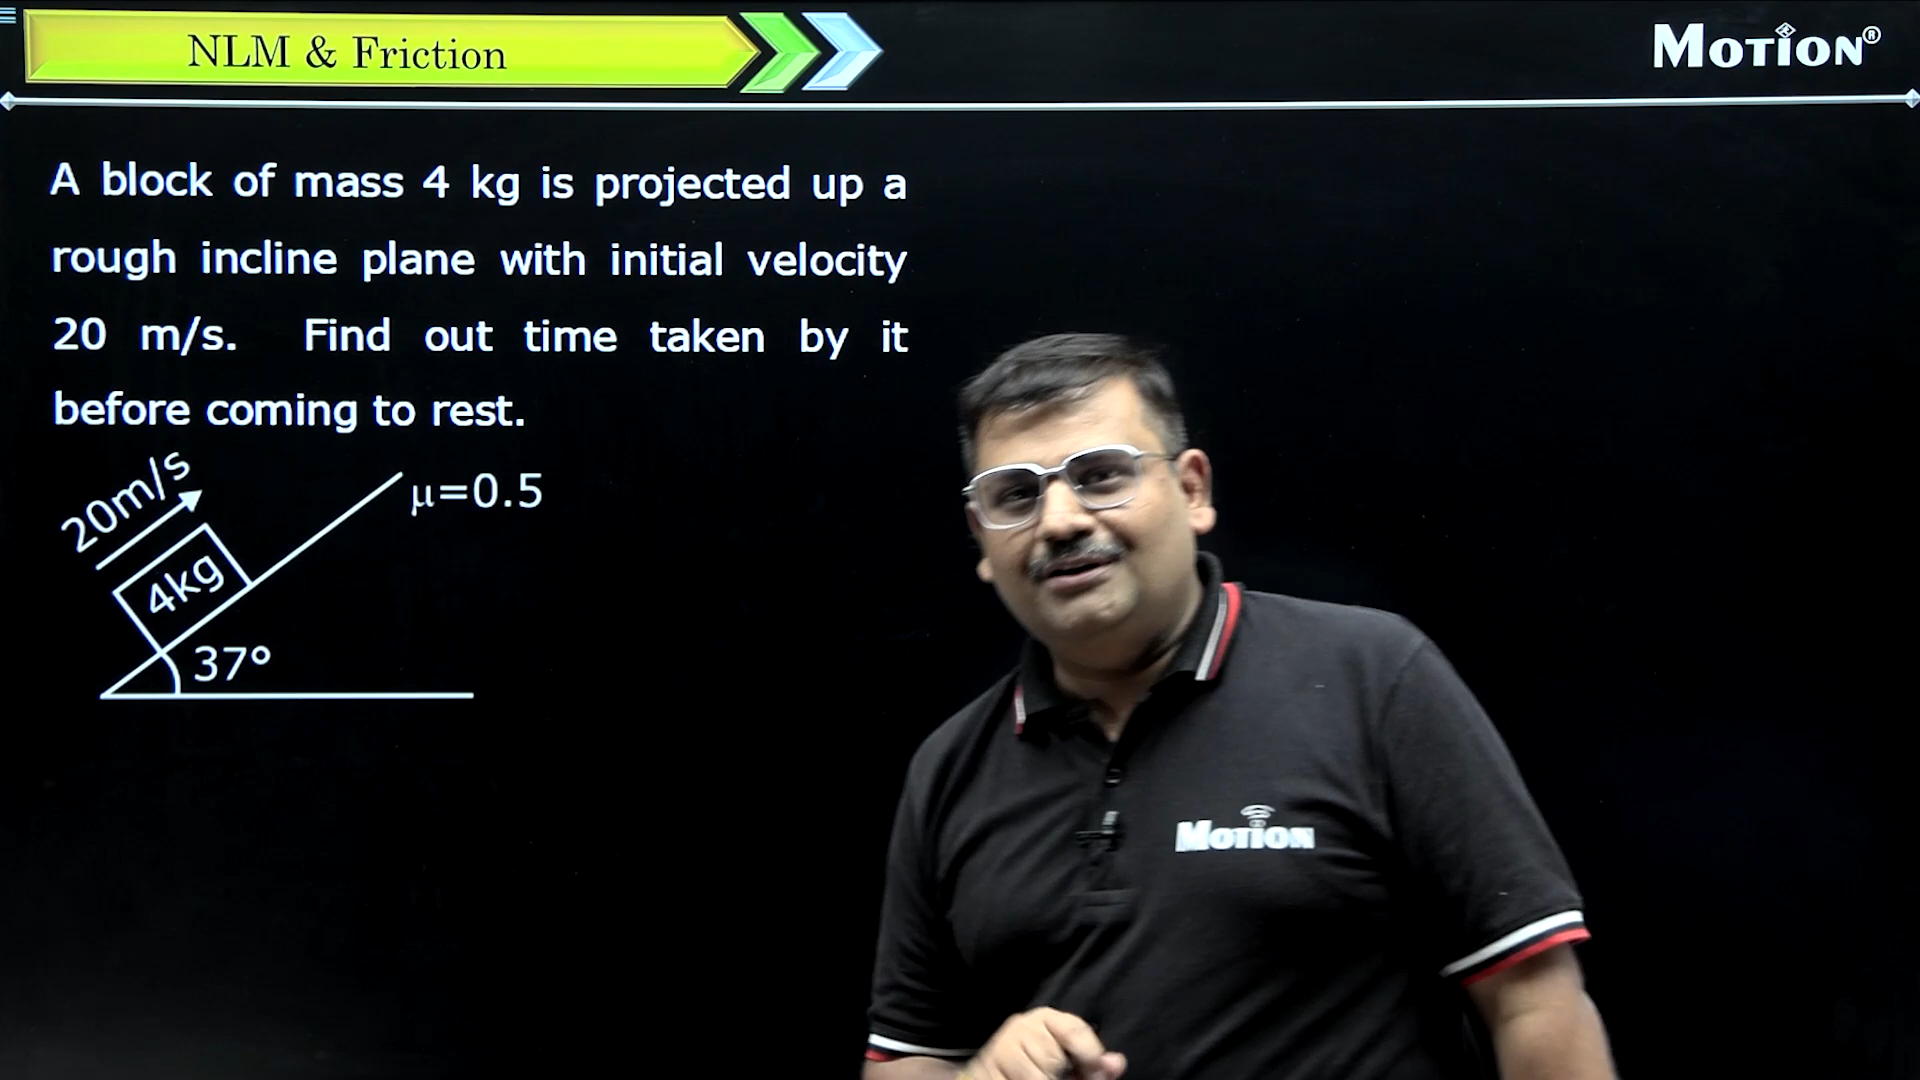 NLM & Friction
MOTION®
A block of mass 4 kg is projected up a
rough incline plane with initial velocity
20 m/s. Find out time taken by it
before coming to rest.
20m/s
μ=0.5
4kg
37°
MOTION